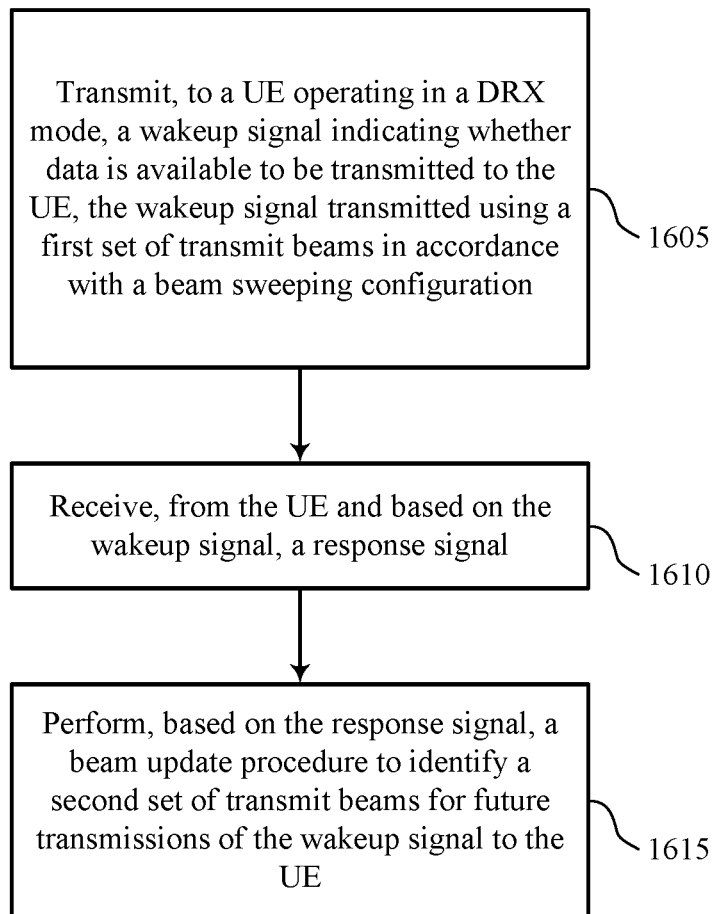 Transmit, to a UE operating in a DRX
mode, a wakeup signal indicating whether
data is available to be transmitted to the
UE, the wakeup signal transmitted using a
first set of transmit beams in accordance
with a beam sweeping configuration
1605
Receive, from the UE and based on the
wakeup signal, a response signal
1610
Perform, based on the response signal, a
beam update procedure to identify a
second set of transmit beams for future
transmissions of the wakeup signal to the
UE
1615